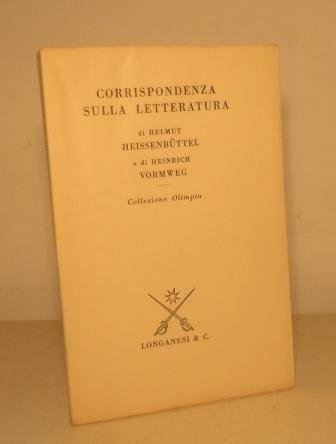 CORRISPONDENZA
SULLA LETTERATURA
di HELMUT
HEISSENBÜTTEL
e di HEINRICH
VORMWEG
Collezione Olimpia
LONGANESI & C.